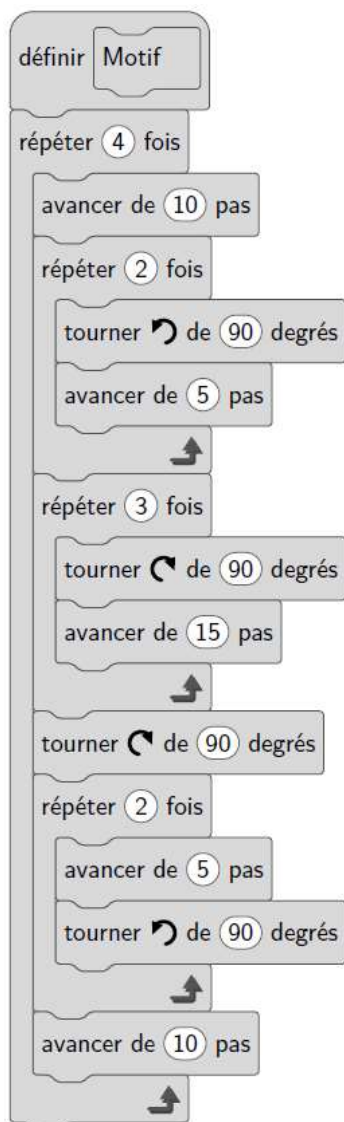 définir Motif
répéter 4 fois
avancer de 10 pas
répéter 2 fois
tourner ↺ de 90 degrés
avancer de 5 pas
répéter 3 fois
tourner ↻ de 90 degrés
avancer de 15 pas
tourner ↻ de 90 degrés
répéter 2 fois
avancer de 5 pas
tourner ↺ de 90 degrés
avancer de 10 pas